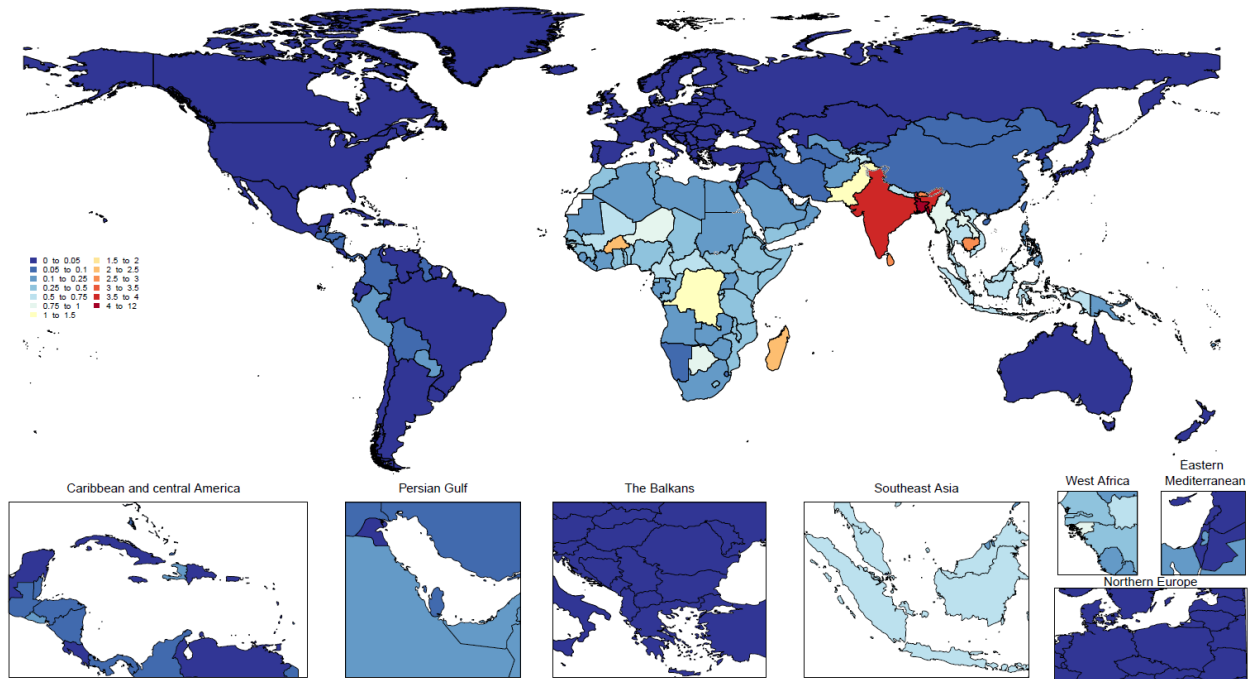 0 to 0.05
0.05 to 0.1
0.1 to 0.25
0.25 to 0.5
0.5 to 0.75
0.75 to 1
1 to 1.5
1.5 to 2
2 to 2.5
2.5 to 3
3 to 3.5
3.5 to 4
4 to 12
Caribbean and central America
Persian Gulf
The Balkans
Southeast Asia
West Africa
Eastern
Mediterranean
Northern Europe